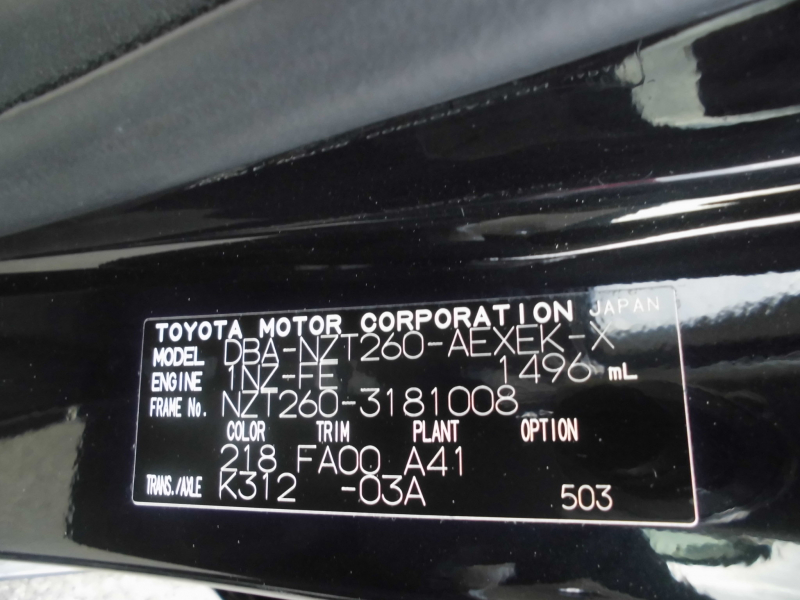 TOYOTA MOTOR CORPORATION JAPAN
MODEL DBA-NZT260-AEXEK-X
ENGINE 1NZ-FE 1496 mL
FRAME No. NZT260-3181008
COLOR TRIM PLANT OPTION
218 FA00 A41
TRANS./AXLE K312 -03A 503